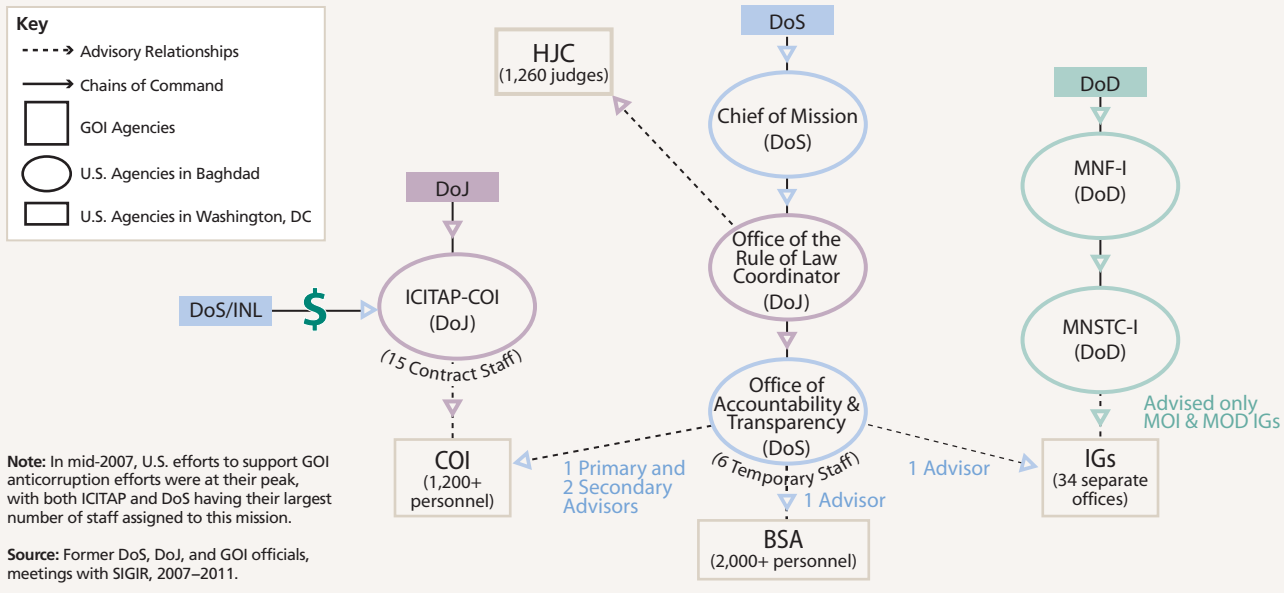 Key
Advisory Relationships
Chains of Command
GOI Agencies
U.S. Agencies in Baghdad
U.S. Agencies in Washington, DC
HJC
(1,260 judges)
DoS
Chief of Mission
(DoS)
DoD
MNF-I
(DoD)
DoJ
Office of the
Rule of Law
Coordinator
(DoJ)
DoS/INL
$
ICITAP-COI
(DoJ)
(15 Contract Staff)
MNSTC-I
(DoD)
Office of
Accountability &
Transparency
(DoS)
(6 Temporary Staff)
Advised only
MOI & MOD IGs
COI
(1,200+
personnel)
1 Primary and
2 Secondary
Advisors
1 Advisor
1 Advisor
IGs
(34 separate
offices)
BSA
(2,000+ personnel)
Note: In mid-2007, U.S. efforts to support GOI
anticorruption efforts were at their peak,
with both ICITAP and DoS having their largest
number of staff assigned to this mission.
Source: Former DoS, DoJ, and GOI officials,
meetings with SIGIR, 2007–2011.